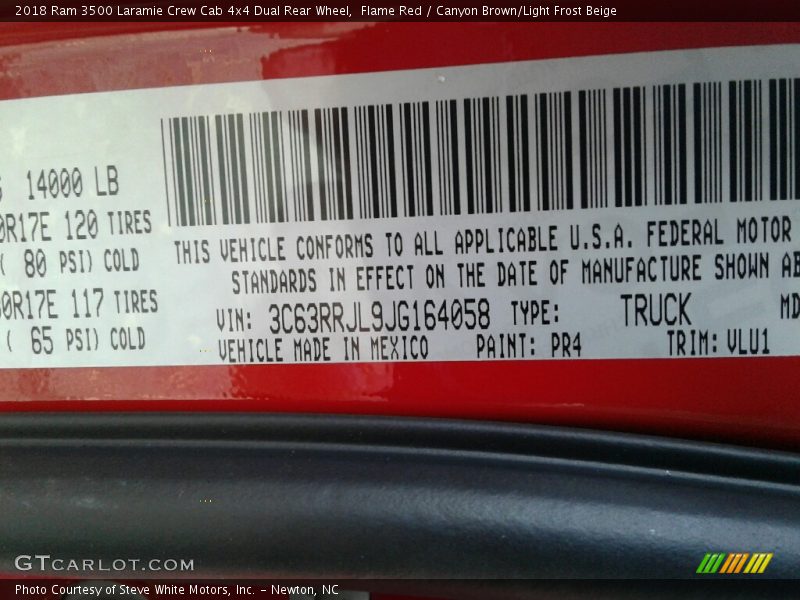 2018 Ram 3500 Laramie Crew Cab 4x4 Dual Rear Wheel,  Flame Red / Canyon Brown/Light Frost Beige
14000 LB
0R17E 120 TIRES
( 80 PSI) COLD
THIS VEHICLE CONFORMS TO ALL APPLICABLE U.S.A. FEDERAL MOTOR
STANDARDS IN EFFECT ON THE DATE OF MANUFACTURE SHOWN AB
50R17E 117 TIRES
( 65 PSI) COLD
VIN: 3C63RRJL9JG164058 TYPE: TRUCK MD
VEHICLE MADE IN MEXICO PAINT: PR4 TRIM: VLU1
GTCARLOT.COM
Photo Courtesy of Steve White Motors, Inc. – Newton, NC